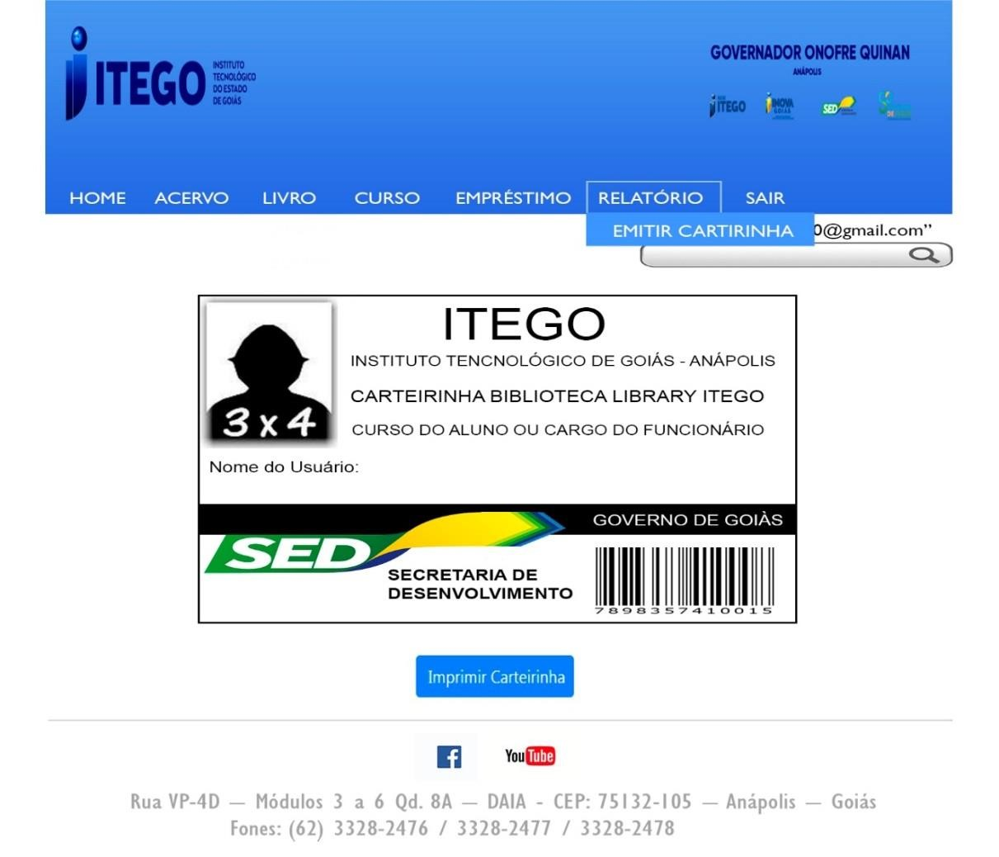 ITEGO INSTITUTO
TECNOLÓGICO
DO ESTADO
DE GOIÁS
GOVERNADOR ONOFRE QUINAN
ANÁPOLIS
ITEGO
INOVA
GOIÁS
SED
HOME ACERVO LIVRO CURSO EMPRÉSTIMO RELATÓRIO SAIR
EMITIR CARTIRINHA 0@gmail.com"
ITEGO
INSTITUTO TENCNOLÓGICO DE GOIÁS - ANÁPOLIS
CARTEIRINHA BIBLIOTECA LIBRARY ITEGO
3 x 4
CURSO DO ALUNO OU CARGO DO FUNCIONÁRIO
Nome do Usuário:
GOVERNO DE GOIÀS
SED
SECRETARIA DE
DESENVOLVIMENTO
7898357410015
Imprimir Carteirinha
f YouTube
Rua VP-4D — Módulos 3 a 6 Qd. 8A — DAIA - CEP: 75132-105 — Anápolis — Goiás
Fones: (62) 3328-2476 / 3328-2477 / 3328-2478